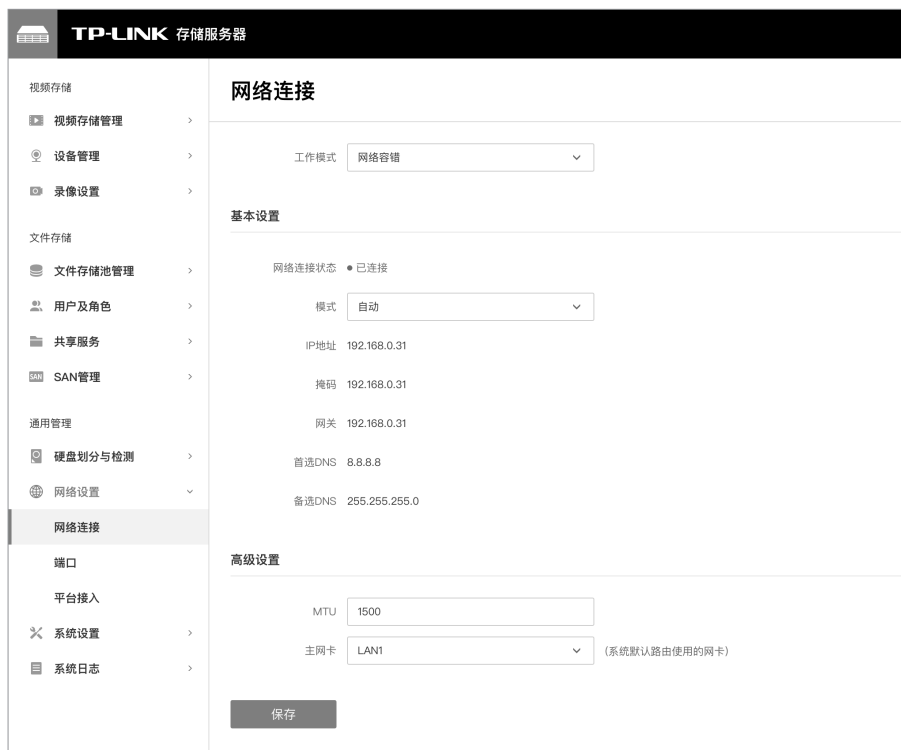 TP-LINK 存储服务器
视频存储
视频存储管理
设备管理
录像设置
文件存储
文件存储池管理
用户及角色
共享服务
SAN SAN管理
通用管理
硬盘划分与检测
网络设置
网络连接
端口
平台接入
系统设置
系统日志
网络连接
工作模式 网络容错
基本设置
网络连接状态 ● 已连接
模式 自动
IP地址 192.168.0.31
掩码 192.168.0.31
网关 192.168.0.31
首选DNS 8.8.8.8
备选DNS 255.255.255.0
高级设置
MTU 1500
主网卡 LAN1 (系统默认路由使用的网卡)
保存